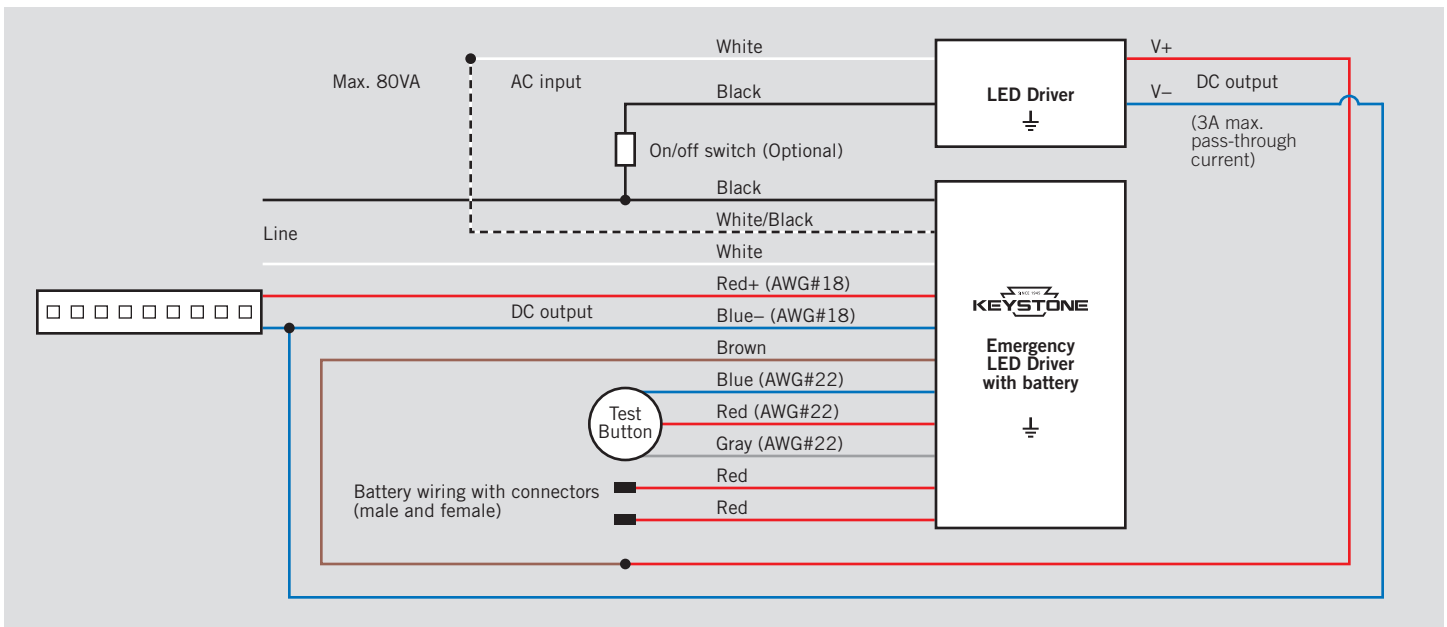 White
V+
Max. 80VA
AC input
DC output
Black
LED Driver
V–
(3A max.
pass-through
current)
On/off switch (Optional)
Black
White/Black
Line
White
Red+ (AWG#18)
DC output
Blue– (AWG#18)
SINCE 1945
KEYSTONE
Brown
Emergency
LED Driver
with battery
Blue (AWG#22)
Test
Button
Red (AWG#22)
Gray (AWG#22)
Red
Battery wiring with connectors
(male and female)
Red